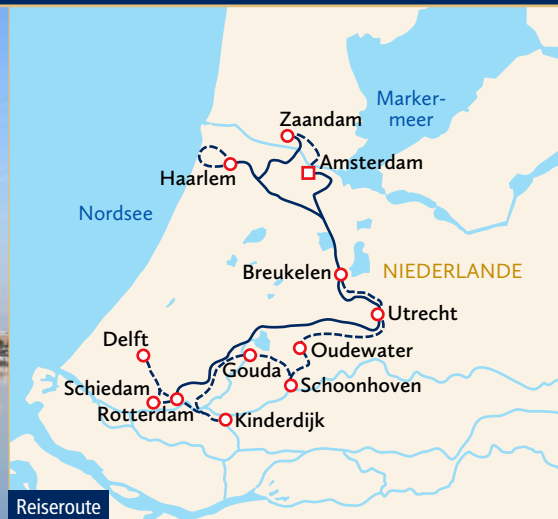 Zaandam
Marker-
meer
Amsterdam
Haarlem
Nordsee
Breukelen
NIEDERLANDE
Utrecht
Delft
Oudewater
Gouda
Schiedam
Schoonhoven
Rotterdam
Kinderdijk
Reiseroute